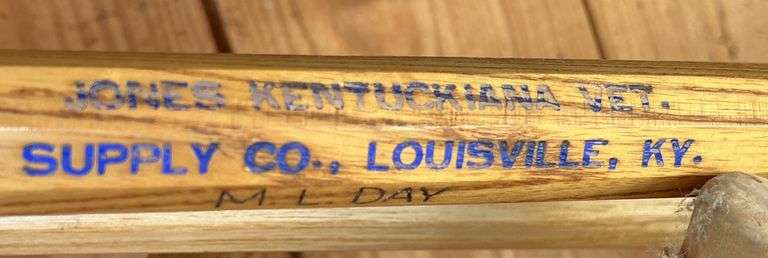 JONES KENTUCKIANA VET.
SUPPLY CO., LOUISVILLE, KY.
M. L. DAY